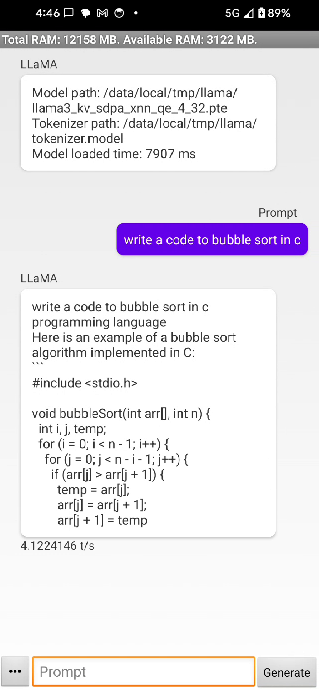 4:46
5G 89%
Total RAM: 12158 MB. Available RAM: 3122 MB.
LLaMA
Model path: /data/local/tmp/llama/
llama3_kv_sdpa_xnn_qe_4_32.pte
Tokenizer path: /data/local/tmp/llama/
tokenizer.model
Model loaded time: 7907 ms
Prompt
write a code to bubble sort in c
LLaMA
write a code to bubble sort in c
programming language
Here is an example of a bubble sort
algorithm implemented in C:
```
#include <stdio.h>
void bubbleSort(int arr[], int n) {
int i, j, temp;
for (i = 0; i < n - 1; i++) {
for (j = 0; j < n - i - 1; j++) {
if (arr[j] > arr[j + 1]) {
temp = arr[j];
arr[j] = arr[j + 1];
arr[j + 1] = temp
4.1224146 t/s
... Prompt Generate